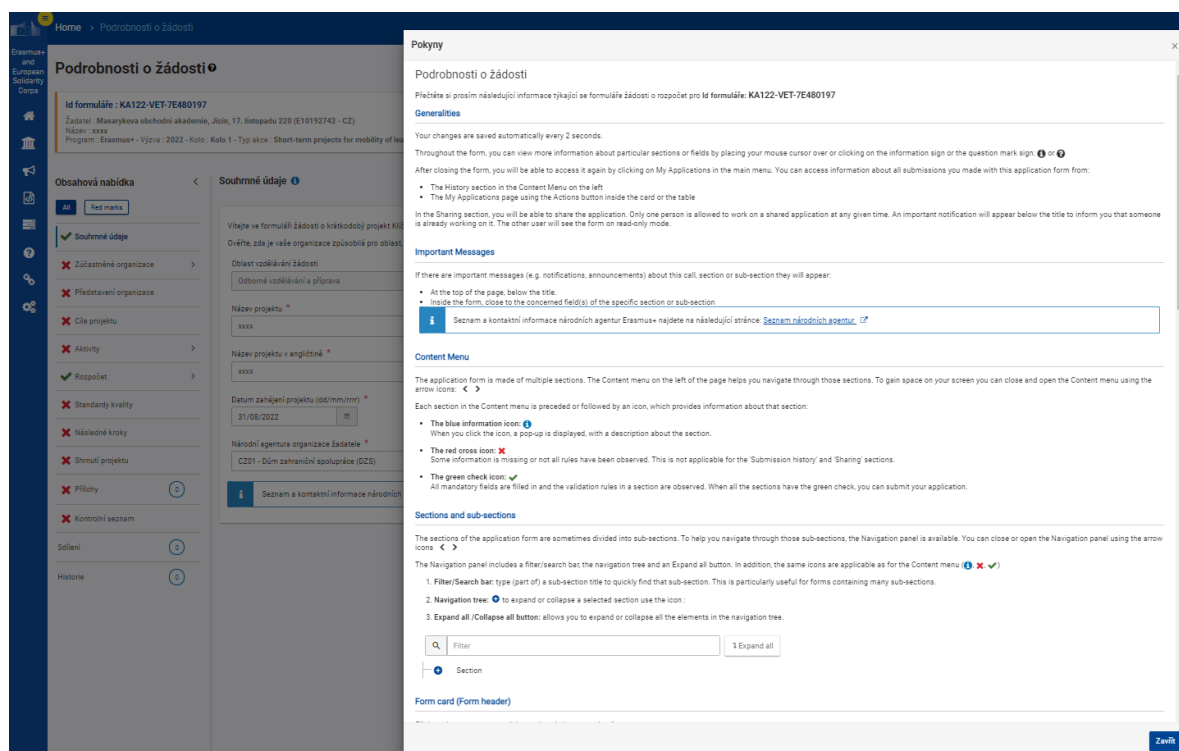 Home > Podrobnosti o žádosti
Erasmus+
and
European
Solidarity
Corps
Podrobnosti o žádosti
Id formuláře : KA122-VET-7E480197
Žadatel : Masarykova obchodní akademie, Jicin, 17. listopadu 220 (E10192742 - CZ)
Název : xxxx
Program : Erasmus+ - Výzva : 2022 - Kolo : Kolo 1 - Typ akce : Short-term projects for mobility of lea
Obsahová nabídka
All
Red marks
Souhrnné údaje
Zúčastněné organizace
Představení organizace
Cíle projektu
Aktivity
Rozpočet
Standardy kvality
Následné kroky
Shrnutí projektu
Přílohy 0
Kontrolní seznam
Sdílení 0
Historie 0
Souhrnné údaje
Vítejte ve formuláři žádosti o krátkodobý projekt Klíč
Ověřte, zda je vaše organizace způsobilá pro oblast,
Oblast vzdělávání žádosti
Odborné vzdělávání a příprava
Název projektu *
xxxx
Název projektu v angličtině *
xxxx
Datum zahájení projektu (dd/mm/rrrr) *
31/08/2022
Národní agentura organizace žadatele *
CZ01 - Dům zahraniční spolupráce (DZS)
Seznam a kontaktní informace národních
Pokyny
Podrobnosti o žádosti
Přečtěte si prosím následující informace týkající se formuláře žádosti o rozpočet pro Id formuláře: KA122-VET-7E480197
Generalities
Your changes are saved automatically every 2 seconds.
Throughout the form, you can view more information about particular sections or fields by placing your mouse cursor over or clicking on the information sign or the question mark sign: or
After closing the form, you will be able to access it again by clicking on My Applications in the main menu. You can access information about all submissions you made with this application form from:
• The History section in the Content Menu on the left
• The My Applications page using the Actions button inside the card or the table
In the Sharing section, you will be able to share the application. Only one person is allowed to work on a shared application at any given time. An important notification will appear below the title to inform you that someone
is already working on it. The other user will see the form on read-only mode.
Important Messages
If there are important messages (e.g. notifications, announcements) about this call, section or sub-section they will appear:
• At the top of the page, below the title.
• Inside the form, close to the concerned field(s) of the specific section or sub-section
Seznam a kontaktní informace národních agentur Erasmus+ najdete na následující stránce: Seznam národních agentur
Content Menu
The application form is made of multiple sections. The Content menu on the left of the page helps you navigate through those sections. To gain space on your screen you can close and open the Content menu using the
arrow icons: < >
Each section in the Content menu is preceded or followed by an icon, which provides information about that section:
• The blue information icon:
When you click the icon, a pop-up is displayed, with a description about the section.
• The red cross icon:
Some information is missing or not all rules have been observed. This is not applicable for the 'Submission history' and 'Sharing' sections.
• The green check icon:
All mandatory fields are filled in and the validation rules in a section are observed. When all the sections have the green check, you can submit your application.
Sections and sub-sections
The sections of the application form are sometimes divided into sub-sections. To help you navigate through those sub-sections, the Navigation panel is available. You can close or open the Navigation panel using the arrow
icons < >
The Navigation panel includes a filter/search bar, the navigation tree and an Expand all button. In addition, the same icons are applicable as for the Content menu ( , , )
1. Filter/Search bar: type (part of) a sub-section title to quickly find that sub-section. This is particularly useful for forms containing many sub-sections.
2. Navigation tree: to expand or collapse a selected section use the icon :
3. Expand all /Collapse all button: allows you to expand or collapse all the elements in the navigation tree.
Filter
Expand all
Section
Form card (Form header)
Zavřít